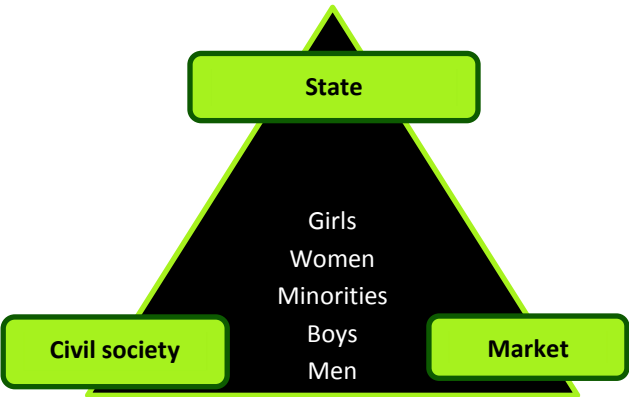 State
Girls
Women
Minorities
Boys
Men
Civil society
Market